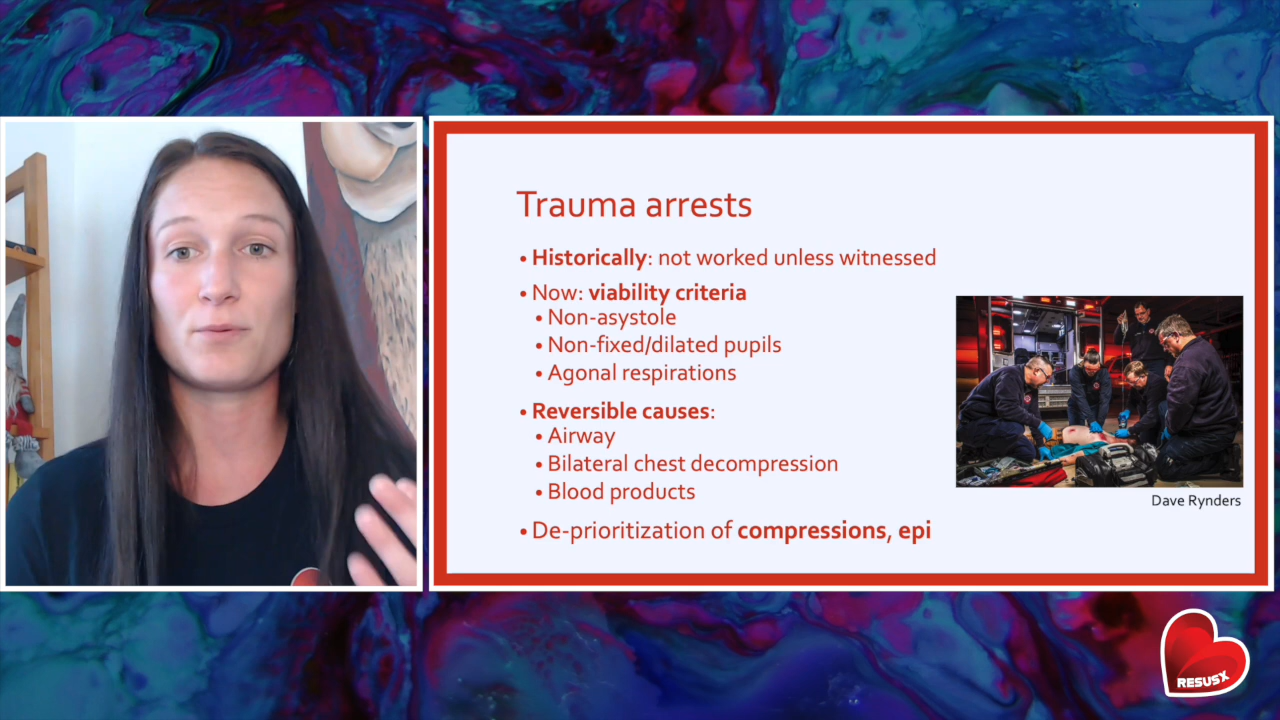 Trauma arrests
• Historically: not worked unless witnessed
• Now: viability criteria
• Non-asystole
• Non-fixed/dilated pupils
• Agonal respirations
• Reversible causes:
• Airway
• Bilateral chest decompression
• Blood products
• De-prioritization of compressions, epi
Dave Rynders
RESUSX